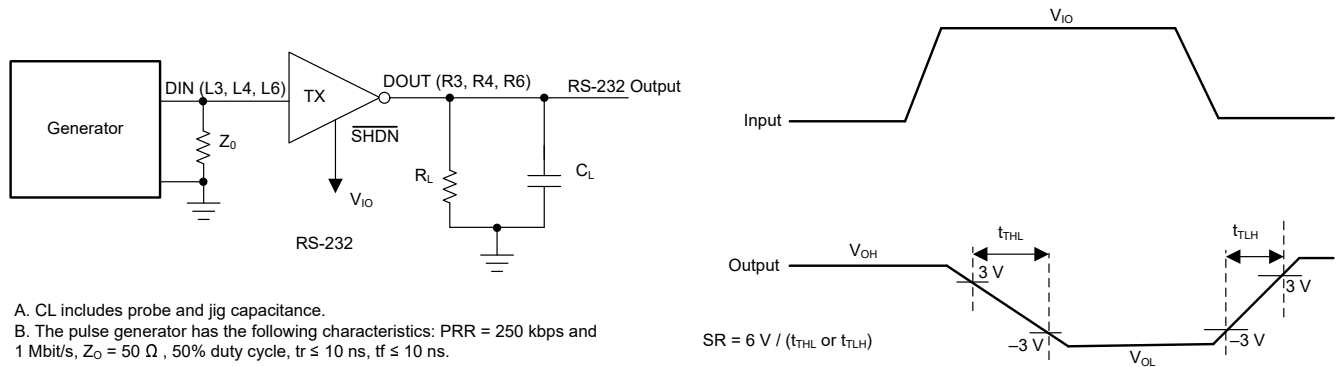 Generator
DIN (L3, L4, L6)
Z0
TX
SHDN
VIO
RS-232
DOUT (R3, R4, R6)
RS-232 Output
RL
CL
A. CL includes probe and jig capacitance.
B. The pulse generator has the following characteristics: PRR = 250 kbps and
1 Mbit/s, ZO = 50 Ω , 50% duty cycle, tr ≤ 10 ns, tf ≤ 10 ns.
VIO
Input
Output
VOH
tTHL
3 V
–3 V
VOL
tTLH
3 V
–3 V
SR = 6 V / (tTHL or tTLH)